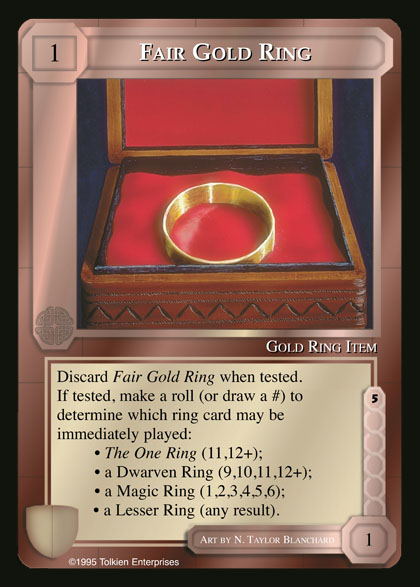 1
FAIR GOLD RING
GOLD RING ITEM
Discard Fair Gold Ring when tested.
If tested, make a roll (or draw a #) to
determine which ring card may be
immediately played:
• The One Ring (11,12+);
• a Dwarven Ring (9,10,11,12+);
• a Magic Ring (1,2,3,4,5,6);
• a Lesser Ring (any result).
5
ART BY N. TAYLOR BLANCHARD
1
©1995 Tolkien Enterprises